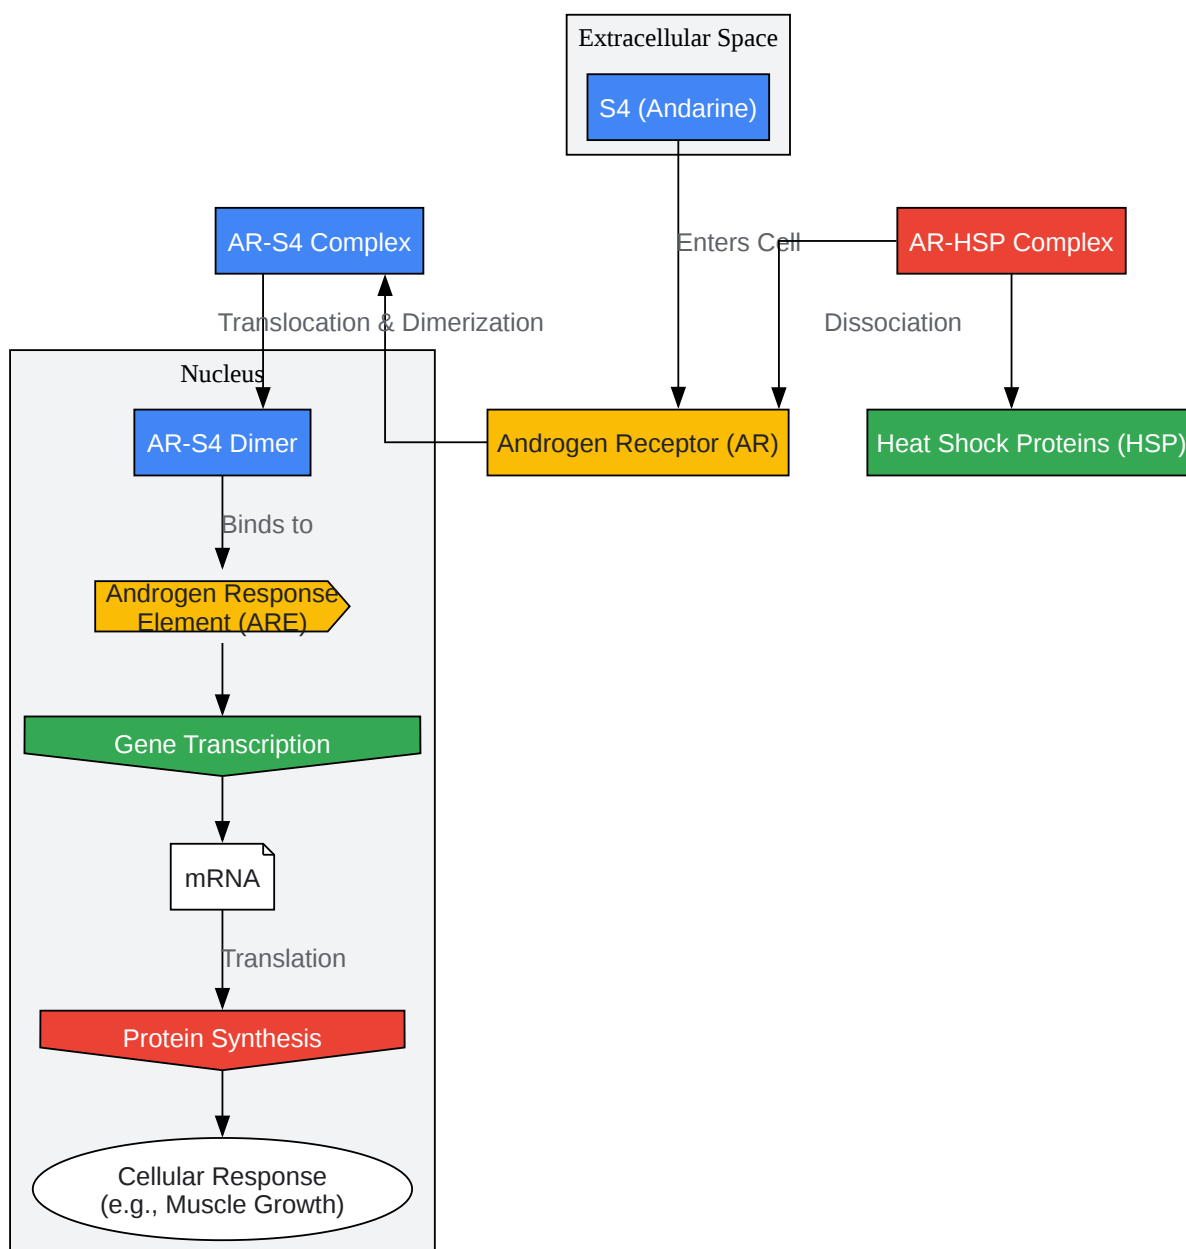 Extracellular Space
S4 (Andarine)
AR-S4 Complex
Enters Cell
AR-HSP Complex
Translocation & Dimerization
Dissociation
Nucleus
AR-S4 Dimer
Androgen Receptor (AR)
Heat Shock Proteins (HSP)
Binds to
Androgen Response
Element (ARE)
Gene Transcription
mRNA
Translation
Protein Synthesis
Cellular Response
(e.g., Muscle Growth)